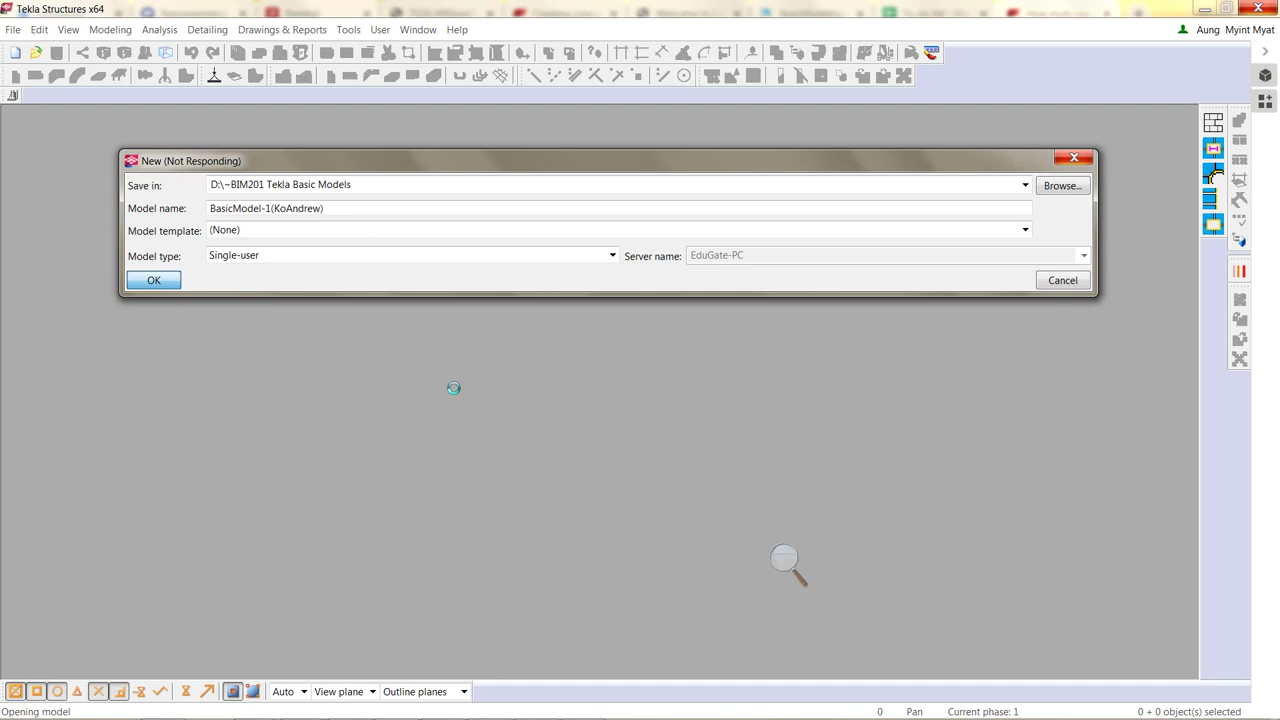 Tekla Structures x64
File Edit View Modeling Analysis Detailing Drawings & Reports Tools User Window Help
Aung Myint Myat
New (Not Responding)
Save in: D:\~BIM201 Tekla Basic Models Browse...
Model name: BasicModel-1(KoAndrew)
Model template: (None)
Model type: Single-user Server name: EduGate-PC
OK Cancel
Auto View plane Outline planes
Opening model 0 Pan Current phase: 1 0 + 0 object(s) selected